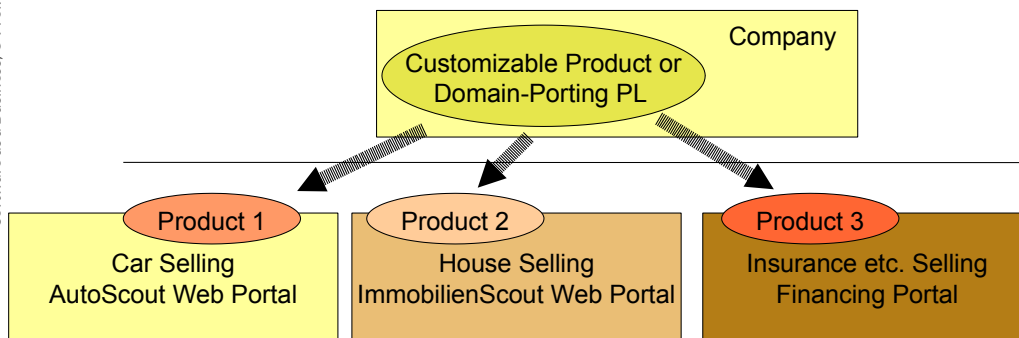 Company
Customizable Product or
Domain-Porting PL
Product 1
Product 2
Product 3
Car Selling
AutoScout Web Portal
House Selling
ImmobilienScout Web Portal
Insurance etc. Selling
Financing Portal